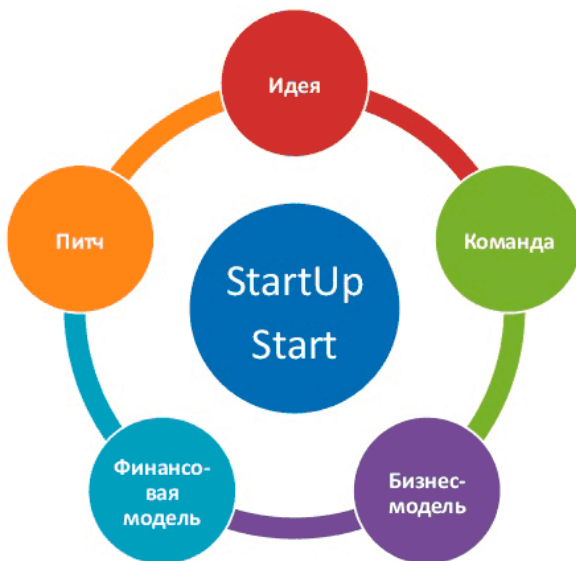 Идея
Команда
Бизнес-
модель
Финансо-
вая
модель
Питч
StartUp
Start